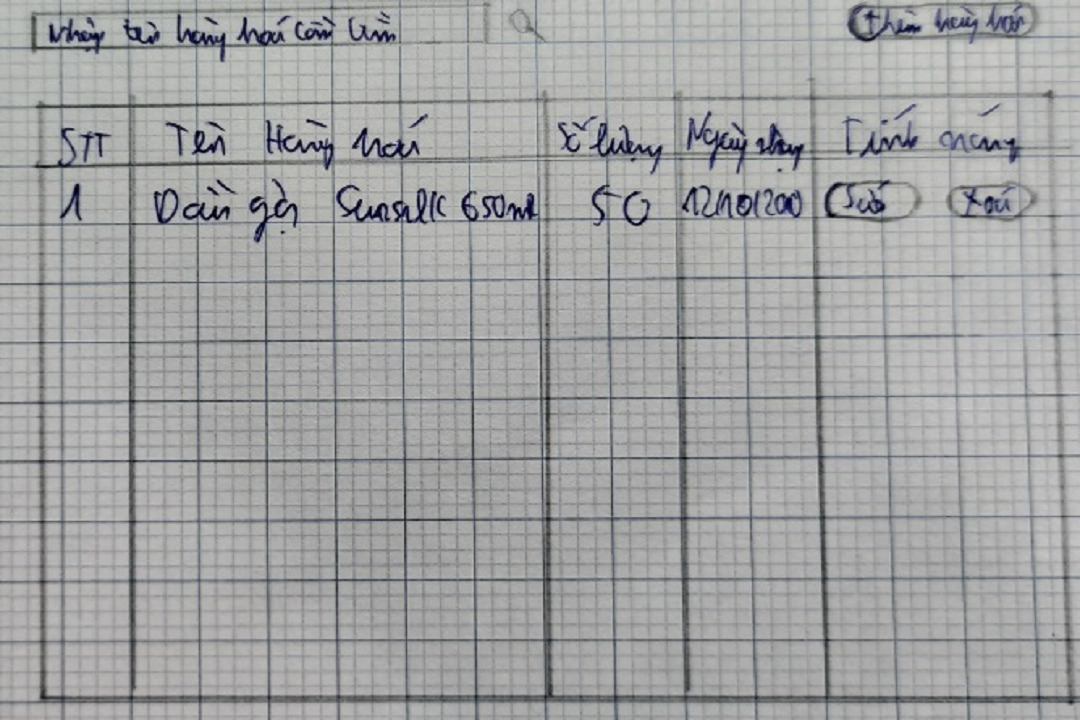 Nhập tên hàng hoá cần tìm
thêm hàng hoá
STT Tên Hàng hoá Số lượng Ngày nhập Tính năng
1 Dầu gội Sunsilk 650ml 50 12/10/200 Sửa Xoá